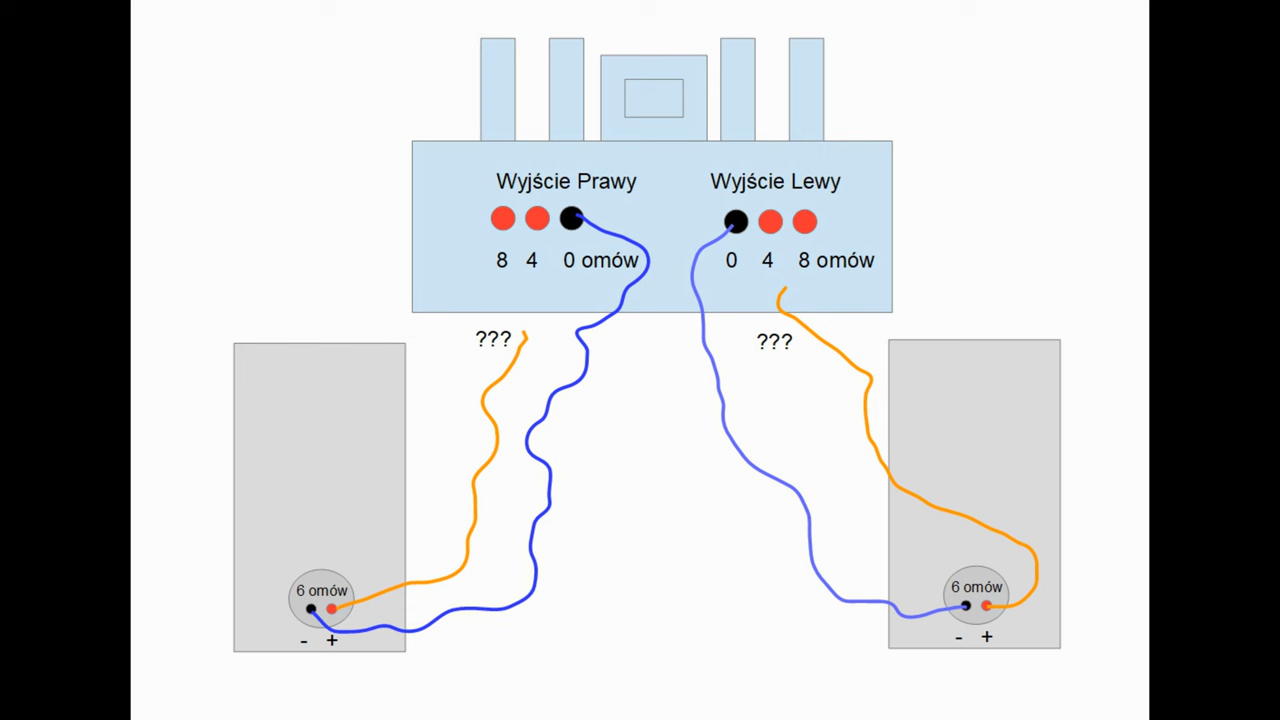 Wyjście Prawy
Wyjście Lewy
8 4 0 omów
0 4 8 omów
???
???
6 omów
- +
6 omów
- +